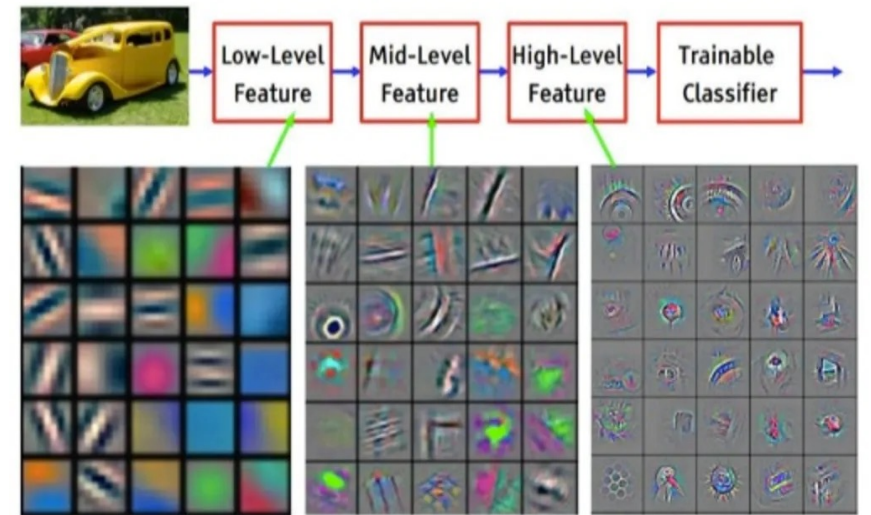 Low-Level
Feature
Mid-Level
Feature
High-Level
Feature
Trainable
Classifier